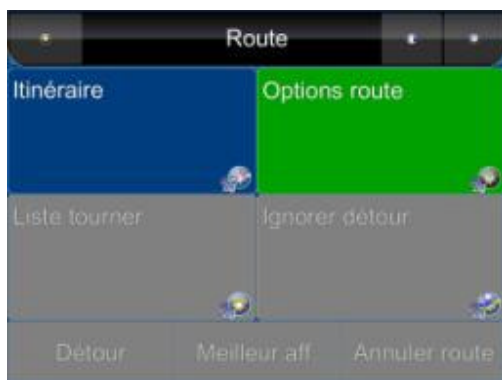 Route
Itinéraire
Options route
Liste tourner
Ignorer détour
Détour
Meilleur aff
Annuler route